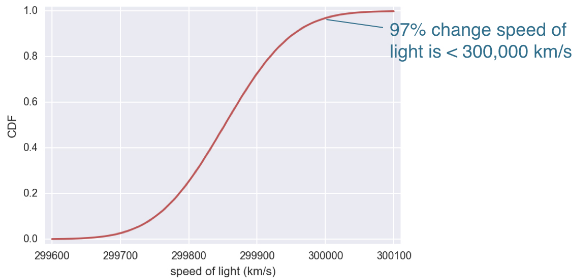 1.0
97% change speed of
light is < 300,000 km/s
0.8
0.6
CDF
0.4
0.2
0.0
299600 299700 299800 299900 300000 300100
speed of light (km/s)